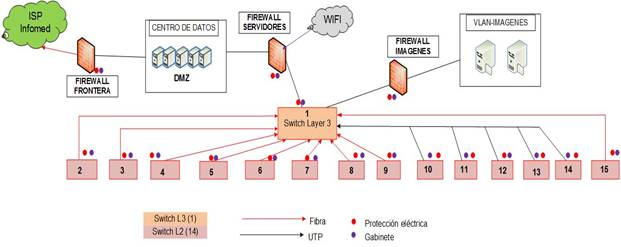 ISP
Infomed
FIREWALL
FRONTERA
CENTRO DE DATOS
DMZ
FIREWALL
SERVIDORES
WIFI
FIREWALL
IMAGENES
VLAN-IMAGENES
1
Switch Layer 3
2
3
4
5
6
7
8
9
10
11
12
13
14
15
Switch L3 (1)
Switch L2 (14)
Fibra
UTP
Protección eléctrica
Gabinete